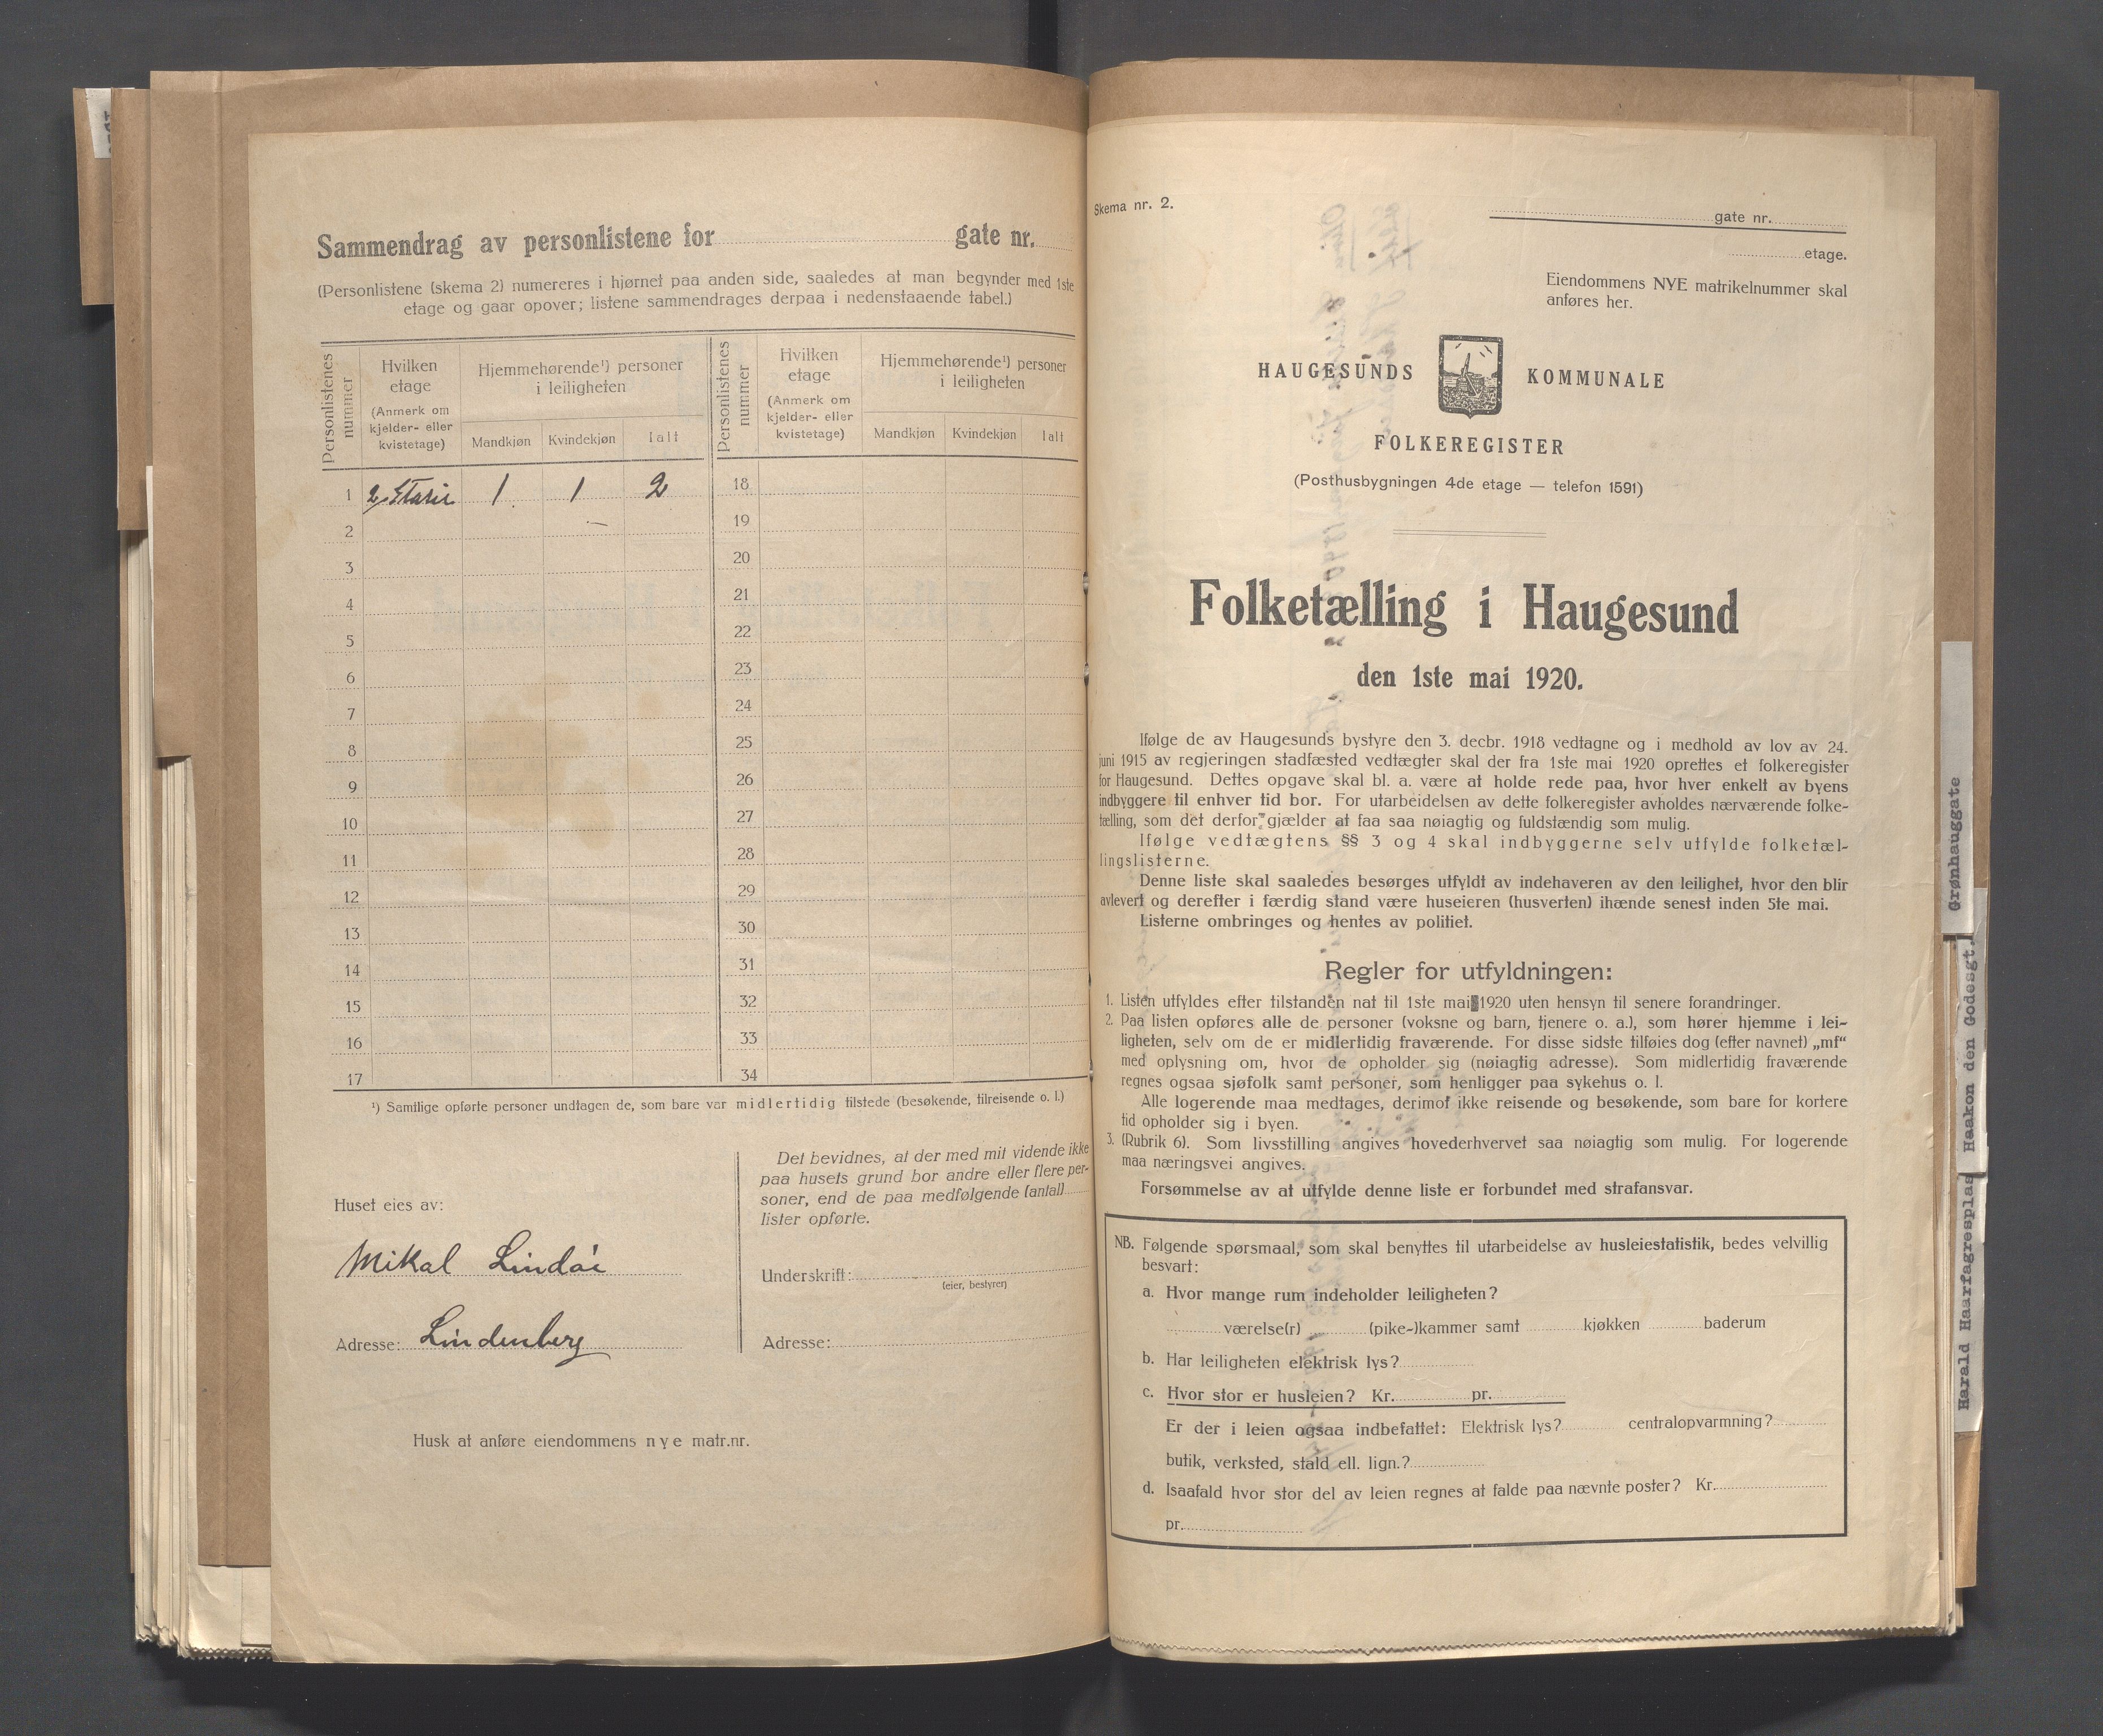 Sammendrag av personlistene for gate nr.
(Personlistene (skema 2) numereres i hjørnet paa anden side, saaledes at man begynder med 1ste
etage og gaar opover; listene sammendrages derpaa i nedenstaaende tabel.)
Personlistenes nummer
Hvilken etage (Anmerk om kjelder- eller kvistetage)
Hjemmehørende¹) personer i leiligheten
Mandkjøn Kvindekjøn Ialt
Personlistenes nummer
Hvilken etage (Anmerk om kjelder- eller kvistetage)
Hjemmehørende¹) personer i leiligheten
Mandkjøn Kvindekjøn Ialt
1 2 1 1 2 18
2 19
3 20
4 21
5 22
6 23
7 24
8 25
9 26
10 27
11 28
12 29
13 30
14 31
15 32
16 33
17 34
¹) Samtlige opførte personer undtagen de, som bare var midlertidig tilstede (besøkende, tilreisende o. l.)
Huset eies av:
Mikal Lindøi
Adresse: Lindenberg
Det bevidnes, at der med mit vidende ikke
paa husets grund bor andre eller flere per-
soner, end de paa medfølgende (antal)
lister opførte.
Underskrift:
(eier, bestyrer)
Adresse:
Husk at anføre eiendommens nye matr.nr.
Skema nr. 2.
gate nr.
etage.
Eiendommens NYE matrikelnummer skal
anføres her.
HAUGESUNDS KOMMUNALE
FOLKEREGISTER
(Posthusbygningen 4de etage — telefon 1591)
Folketælling i Haugesund
den 1ste mai 1920.
Ifølge de av Haugesunds bystyre den 3. decbr. 1918 vedtagne og i medhold av lov av 24.
juni 1915 av regjeringen stadfæsted vedtægter skal der fra 1ste mai 1920 oprettes et folkeregister
for Haugesund. Dettes opgave skal bl. a. være at holde rede paa, hvor hver enkelt av byens
indbyggere til enhver tid bor. For utarbeidelsen av dette folkeregister avholdes nærværende folke-
tælling, som det derfor gjælder at faa saa nøiagtig og fuldstændig som mulig.
Ifølge vedtægtens §§ 3 og 4 skal indbyggerne selv utfylde folketæl-
lingslisterne.
Denne liste skal saaledes besørges utfyldt av indehaveren av den leilighet, hvor den blir
avlevert og derefter i færdig stand være huseieren (husverten) ihænde senest inden 5te mai.
Listerne ombringes og hentes av politiet.
Regler for utfyldningen:
1. Listen utfyldes efter tilstanden nat til 1ste mai 1920 uten hensyn til senere forandringer.
2. Paa listen opføres alle de personer (voksne og barn, tjenere o. a.), som hører hjemme i lei-
ligheten, selv om de er midlertidig fraværende. For disse sidste tilføies dog (efter navnet) „mf“
med oplysning om, hvor de opholder sig (nøiagtig adresse). Som midlertidig fraværende
regnes ogsaa sjøfolk samt personer, som henligger paa sykehus o. l.
Alle logerende maa medtages, derimot ikke reisende og besøkende, som bare for kortere
tid opholder sig i byen.
3. (Rubrik 6). Som livsstilling angives hovederhvervet saa nøiagtig som mulig. For logerende
maa næringsvei angives.
Forsømmelse av at utfylde denne liste er forbundet med strafansvar.
NB. Følgende spørsmaal, som skal benyttes til utarbeidelse av husleiestatistik, bedes velvillig
besvart:
a. Hvor mange rum indeholder leiligheten?
værelse(r) (pike-)kammer samt kjøkken baderum
b. Har leiligheten elektrisk lys?
c. Hvor stor er husleien? Kr. pr.
Er der i leien ogsaa indbefattet: Elektrisk lys? centralopvarmning?
butik, verksted, stald ell. lign.?
d. Isaafald hvor stor del av leien regnes at falde paa nævnte poster? Kr.
pr.
Grønhauggate
Haakon den Godesgt.
Harald Haarfagresplas